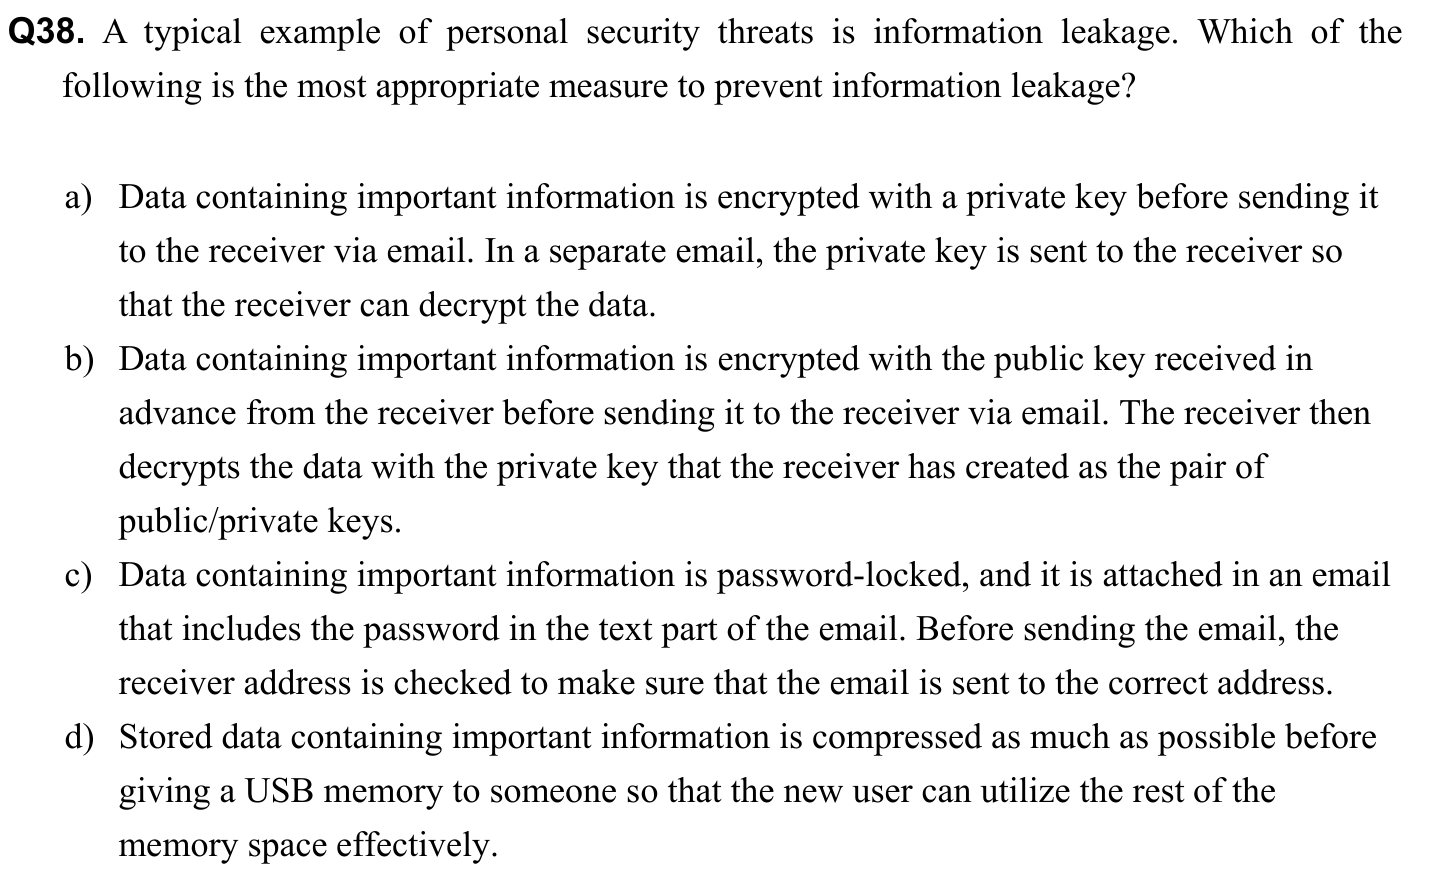 Q38. A typical example of personal security threats is information leakage. Which of the
following is the most appropriate measure to prevent information leakage?
a) Data containing important information is encrypted with a private key before sending it
to the receiver via email. In a separate email, the private key is sent to the receiver so
that the receiver can decrypt the data.
b) Data containing important information is encrypted with the public key received in
advance from the receiver before sending it to the receiver via email. The receiver then
decrypts the data with the private key that the receiver has created as the pair of
public/private keys.
c) Data containing important information is password-locked, and it is attached in an email
that includes the password in the text part of the email. Before sending the email, the
receiver address is checked to make sure that the email is sent to the correct address.
d) Stored data containing important information is compressed as much as possible before
giving a USB memory to someone so that the new user can utilize the rest of the
memory space effectively.